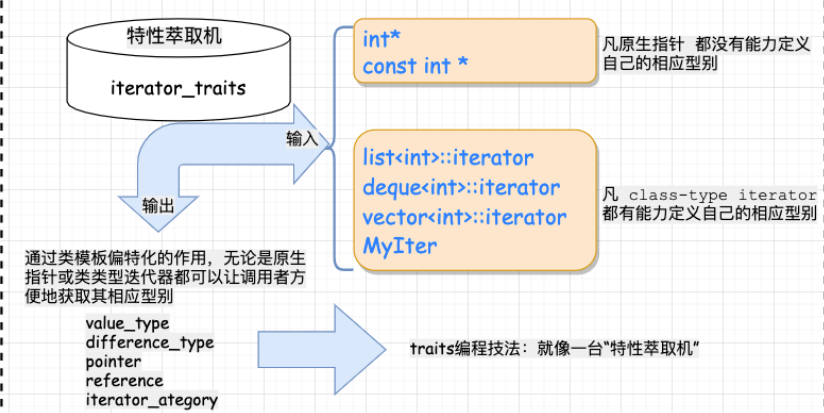 特性萃取机
iterator_traits
输入
输出
int*
const int *
凡原生指针 都没有能力定义
自己的相应型别
list<int>::iterator
deque<int>::iterator
vector<int>::iterator
MyIter
凡 class-type iterator
都有能力定义自己的相应型别
通过类模板偏特化的作用，无论是原生
指针或类类型迭代器都可以让调用者方
便地获取其相应型别
value_type
difference_type
pointer
reference
iterator_ategory
traits编程技法：就像一台“特性萃取机”